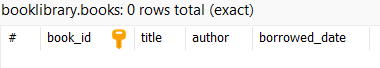 booklibrary.books: 0 rows total (exact)
# book_id title author borrowed_date